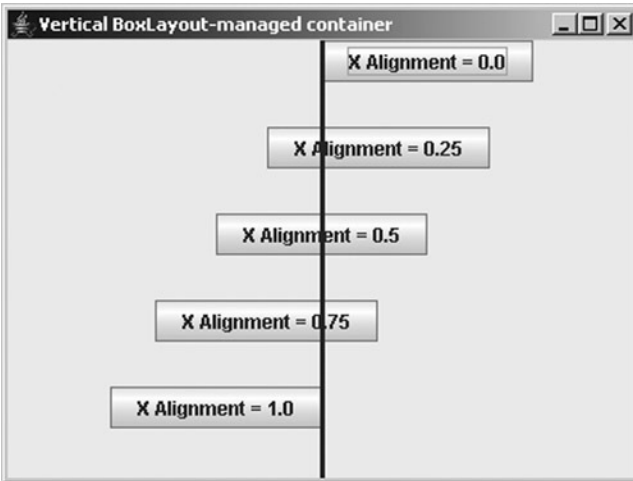 Vertical BoxLayout-managed container
X Alignment = 0.0
X Alignment = 0.25
X Alignment = 0.5
X Alignment = 0.75
X Alignment = 1.0